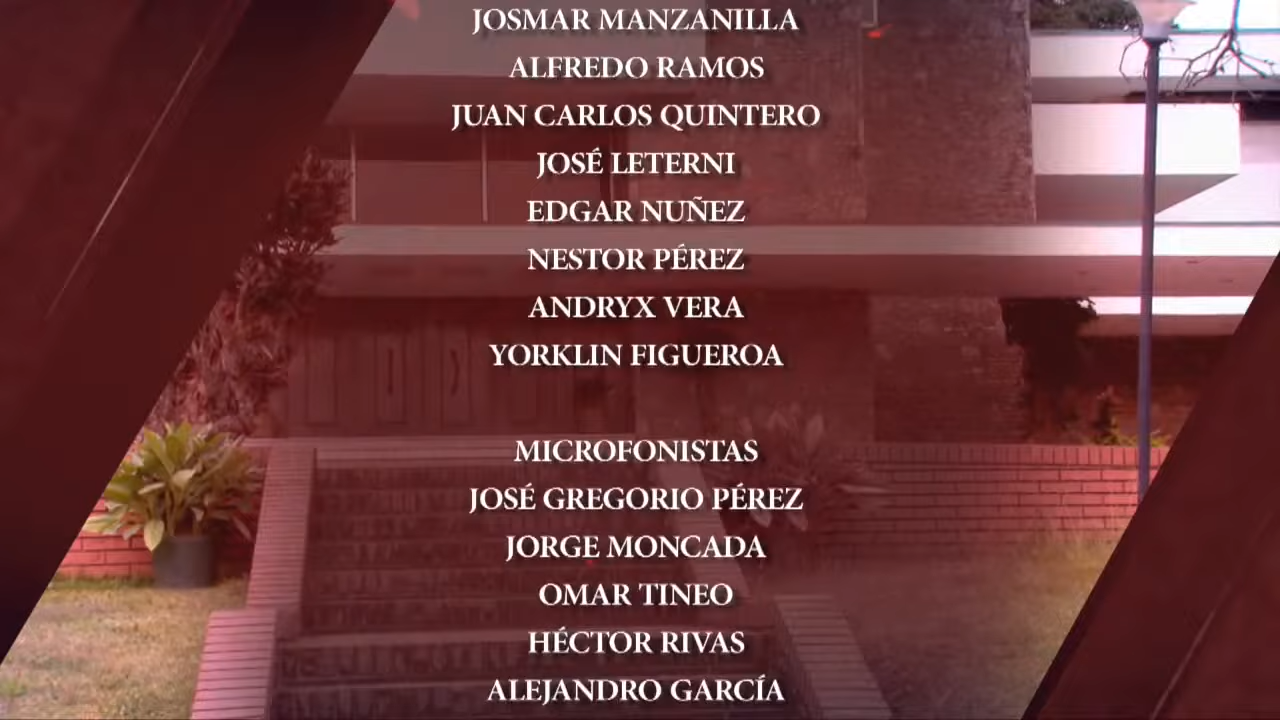 JOSMAR MANZANILLA
ALFREDO RAMOS
JUAN CARLOS QUINTERO
JOSÉ LETERNI
EDGAR NUÑEZ
NESTOR PÉREZ
ANDRYX VERA
YORKLIN FIGUEROA
MICROFONISTAS
JOSÉ GREGORIO PÉREZ
JORGE MONCADA
OMAR TINEO
HÉCTOR RIVAS
ALEJANDRO GARCÍA